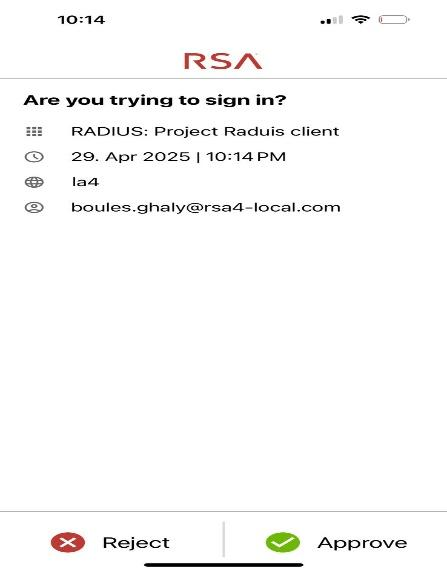 10:14
RSA
Are you trying to sign in?
RADIUS: Project Raduis client
29. Apr 2025 | 10:14 PM
la4
boules.ghaly@rsa4-local.com
Reject
Approve